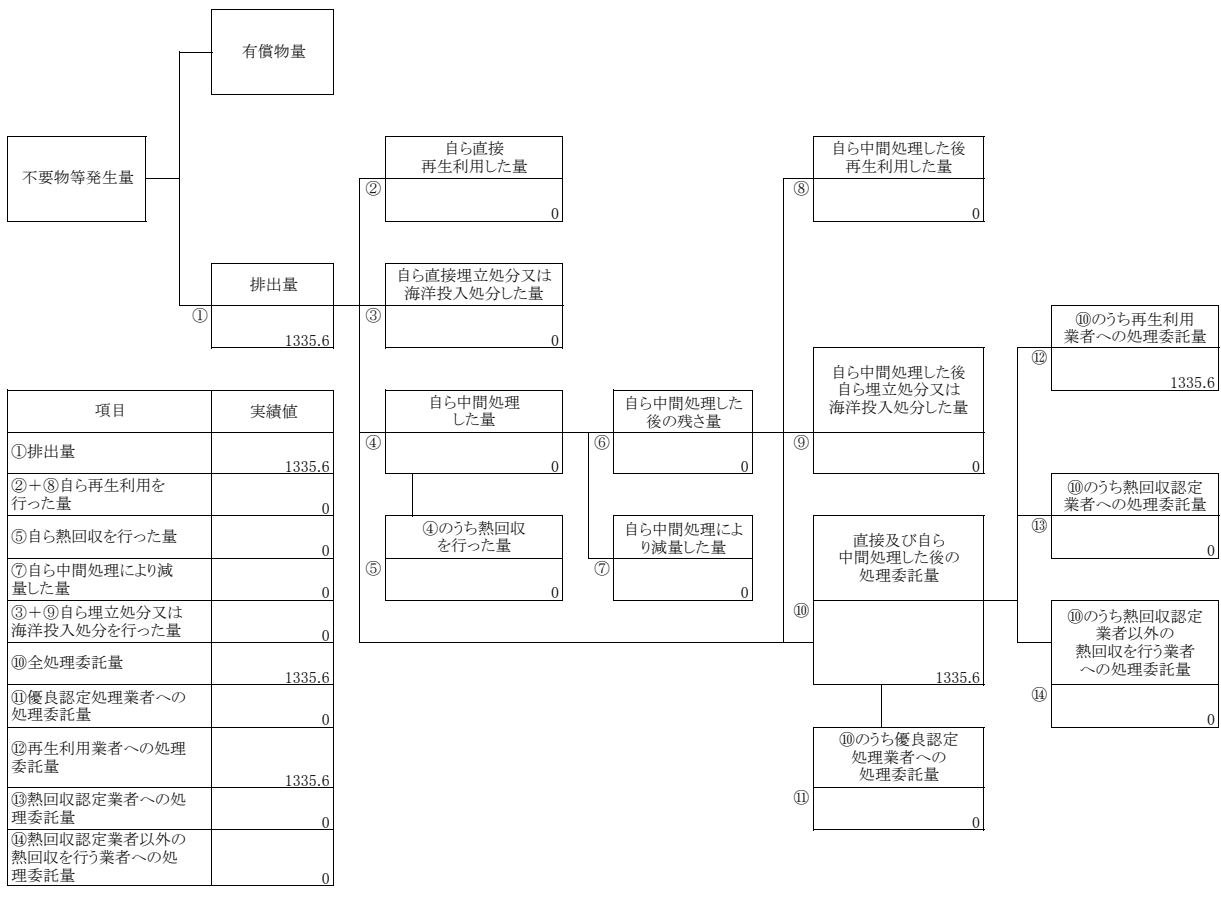 有償物量
不要物等発生量
排出量
①
1335.6
自ら直接
再生利用した量
②
0
自ら直接埋立処分又は
海洋投入処分した量
③
0
自ら中間処理
した量
④
0
④のうち熱回収
を行った量
⑤
0
自ら中間処理した
後の残さ量
⑥
0
自ら中間処理によ
り減量した量
⑦
0
自ら中間処理した後
再生利用した量
⑧
0
自ら中間処理した後
自ら埋立処分又は
海洋投入処分した量
⑨
0
直接及び自ら
中間処理した後の
処理委託量
⑩
1335.6
⑩のうち優良認定
処理業者への
処理委託量
⑪
0
⑩のうち再生利用
業者への処理委託量
⑫
1335.6
⑩のうち熱回収認定
業者への処理委託量
⑬
0
⑩のうち熱回収認定
業者以外の
熱回収を行う業者
への処理委託量
⑭
0
項目 実績値
①排出量
1335.6
②＋⑧自ら再生利用を
行った量
0
⑤自ら熱回収を行った量
0
⑦自ら中間処理により減
量した量
0
③＋⑨自ら埋立処分又は
海洋投入処分を行った量
0
⑩全処理委託量
1335.6
⑪優良認定処理業者への
処理委託量
0
⑫再生利用業者への処理
委託量
1335.6
⑬熱回収認定業者への処
理委託量
0
⑭熱回収認定業者以外の
熱回収を行う業者への処
理委託量
0